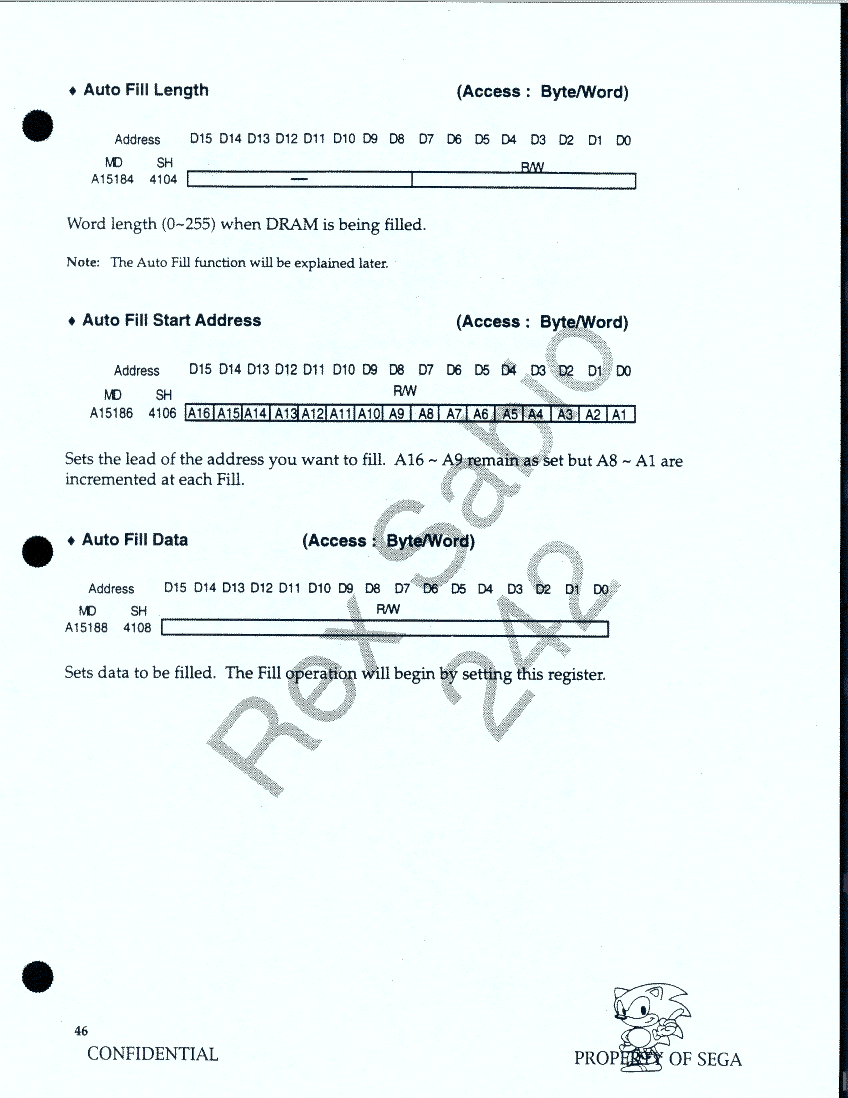 ♦ Auto Fill Length (Access : Byte/Word)
Address D15 D14 D13 D12 D11 D10 D9 D8 D7 D6 D5 D4 D3 D2 D1 D0
MD SH R/W
A15184 4104 —
Word length (0~255) when DRAM is being filled.
Note: The Auto Fill function will be explained later.
♦ Auto Fill Start Address (Access : Byte/Word)
Address D15 D14 D13 D12 D11 D10 D9 D8 D7 D6 D5 D4 D3 D2 D1 D0
MD SH R/W
A15186 4106 A16 A15 A14 A13 A12 A11 A10 A9 A8 A7 A6 A5 A4 A3 A2 A1
Sets the lead of the address you want to fill. A16 ~ A9 remain as set but A8 ~ A1 are
incremented at each Fill.
♦ Auto Fill Data (Access : Byte/Word)
Address D15 D14 D13 D12 D11 D10 D9 D8 D7 D6 D5 D4 D3 D2 D1 D0
MD SH R/W
A15188 4108
Sets data to be filled. The Fill operation will begin by setting this register.
Rex Sabio
242
46
CONFIDENTIAL
PROPERTY OF SEGA